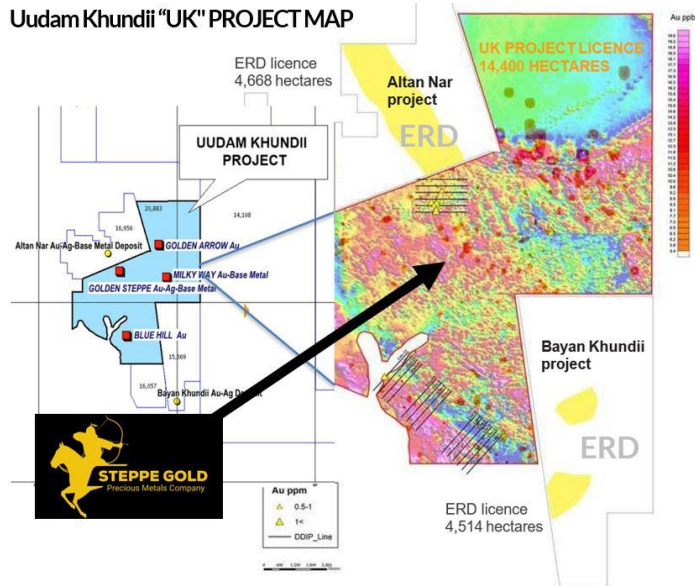 Uudam Khundii “UK" PROJECT MAP
ERD licence
4,668 hectares
Altan Nar
project
ERD
UK PROJECT LICENCE
14,400 HECTARES
Au ppm
UUDAM KHUNDII
PROJECT
20,883
14,108
16,956
Altan Nar Au-Ag-Base Metal Deposit
GOLDEN ARROW Au
MILKY WAY Au-Base Metal
GOLDEN STEPPE Au-Ag-Base Metal
BLUE HILL Au
15,569
16,057
Bayan Khundii Au-Ag Deposit
Bayan Khundii
project
ERD
ERD licence
4,514 hectares
STEPPE GOLD
Precious Metals Company
Au ppm
0.5-1
1<
DDIP_Line